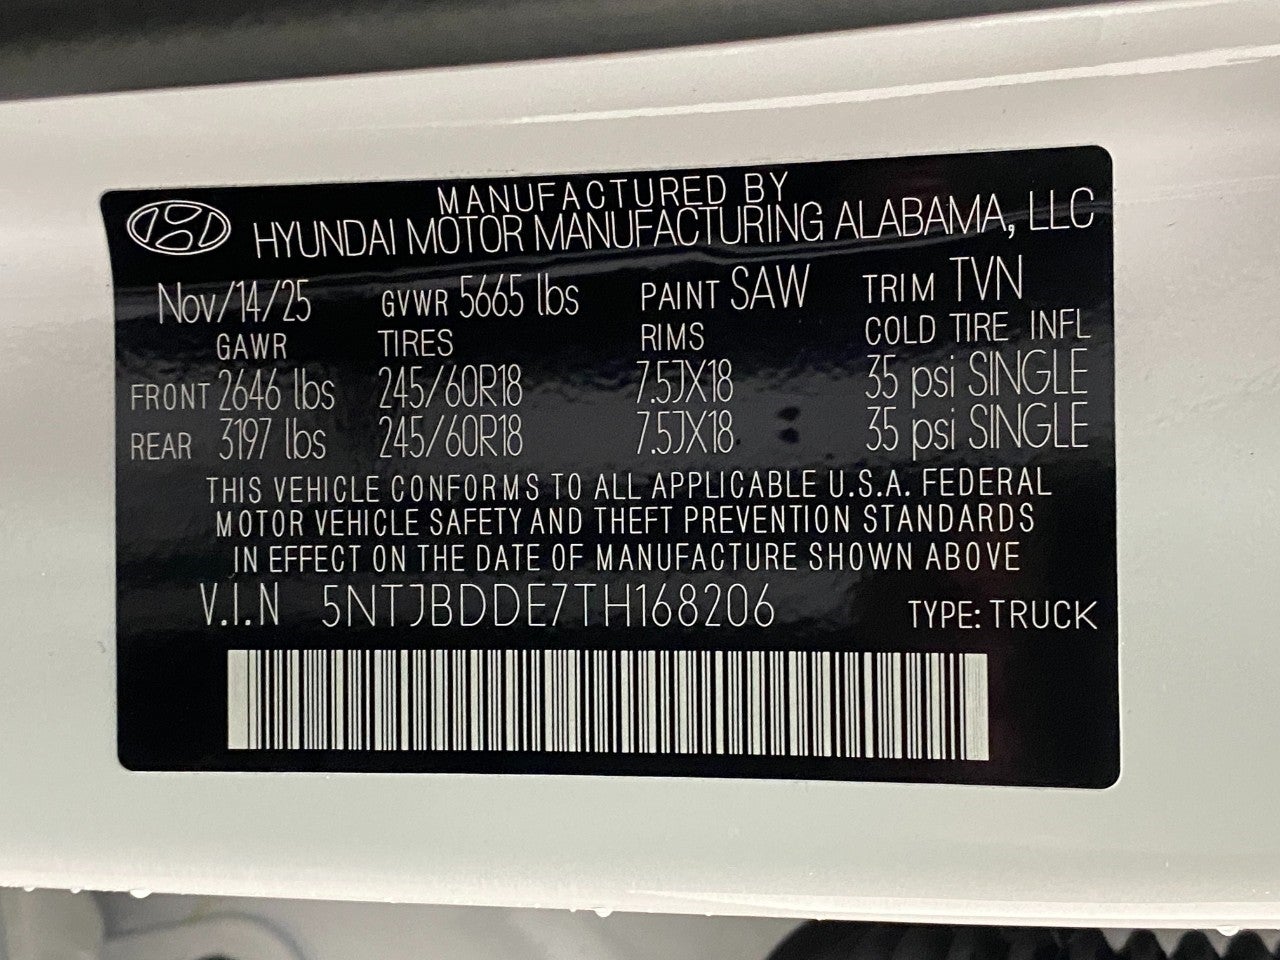 MANUFACTURED BY
HYUNDAI MOTOR MANUFACTURING ALABAMA, LLC
Nov/14/25 GVWR 5665 lbs PAINT SAW TRIM TVN
GAWR TIRES RIMS COLD TIRE INFL
FRONT 2646 lbs 245/60R18 7.5JX18 35 psi SINGLE
REAR 3197 lbs 245/60R18 7.5JX18 35 psi SINGLE
THIS VEHICLE CONFORMS TO ALL APPLICABLE U.S.A. FEDERAL
MOTOR VEHICLE SAFETY AND THEFT PREVENTION STANDARDS
IN EFFECT ON THE DATE OF MANUFACTURE SHOWN ABOVE
V.I.N 5NTJBDDE7TH168206 TYPE: TRUCK